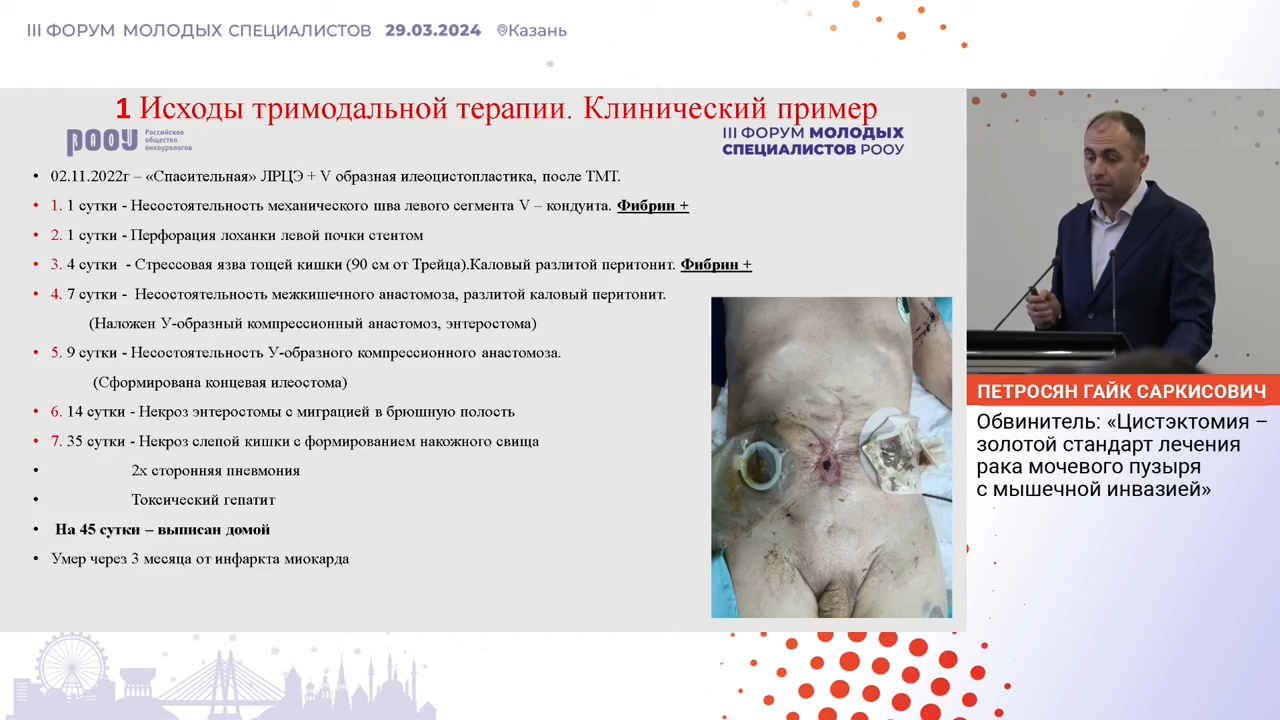 III ФОРУМ МОЛОДЫХ СПЕЦИАЛИСТОВ 29.03.2024 Казань
1 Исходы тримодальной терапии. Клинический пример
РООУ Российское общество онкоурологов
III ФОРУМ МОЛОДЫХ
СПЕЦИАЛИСТОВ РООУ
• 02.11.2022г – «Спасительная» ЛРЦЭ + V образная илеоцистопластика, после ТМТ.
• 1. 1 сутки - Несостоятельность механического шва левого сегмента V – кондуита. Фибрин +
• 2. 1 сутки - Перфорация лоханки левой почки стентом
• 3. 4 сутки - Стрессовая язва тощей кишки (90 см от Трейца).Каловый разлитой перитонит. Фибрин +
• 4. 7 сутки - Несостоятельность межкишечного анастомоза, разлитой каловый перитонит.
(Наложен У-образный компрессионный анастомоз, энтеростома)
• 5. 9 сутки - Несостоятельность У-образного компрессионного анастомоза.
(Сформирована концевая илеостома)
• 6. 14 сутки - Некроз энтеростомы с миграцией в брюшную полость
• 7. 35 сутки - Некроз слепой кишки с формированием накожного свища
• 2х сторонняя пневмония
• Токсический гепатит
• На 45 сутки – выписан домой
• Умер через 3 месяца от инфаркта миокарда
ПЕТРОСЯН ГАЙК САРКИСОВИЧ
Обвинитель: «Цистэктомия –
золотой стандарт лечения
рака мочевого пузыря
с мышечной инвазией»